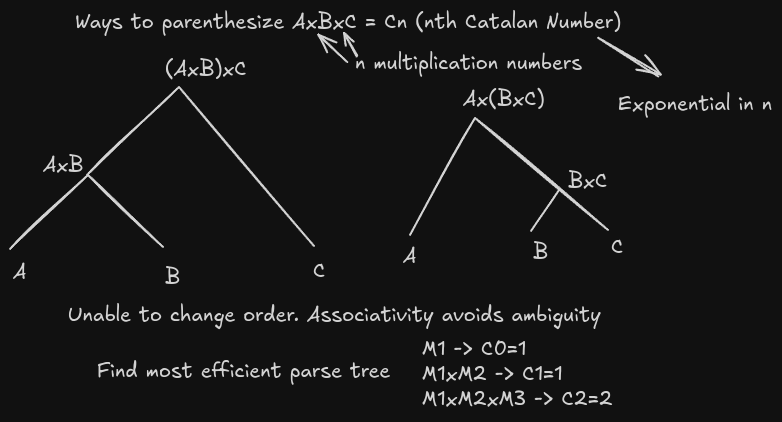 Ways to parenthesize AxBxC = Cn (nth Catalan Number)
n multiplication numbers
(AxB)xC
Ax(BxC)
Exponential in n
AxB
BxC
A
B
C
A
B
C
Unable to change order. Associativity avoids ambiguity
Find most efficient parse tree
M1 -> C0=1
M1xM2 -> C1=1
M1xM2xM3 -> C2=2